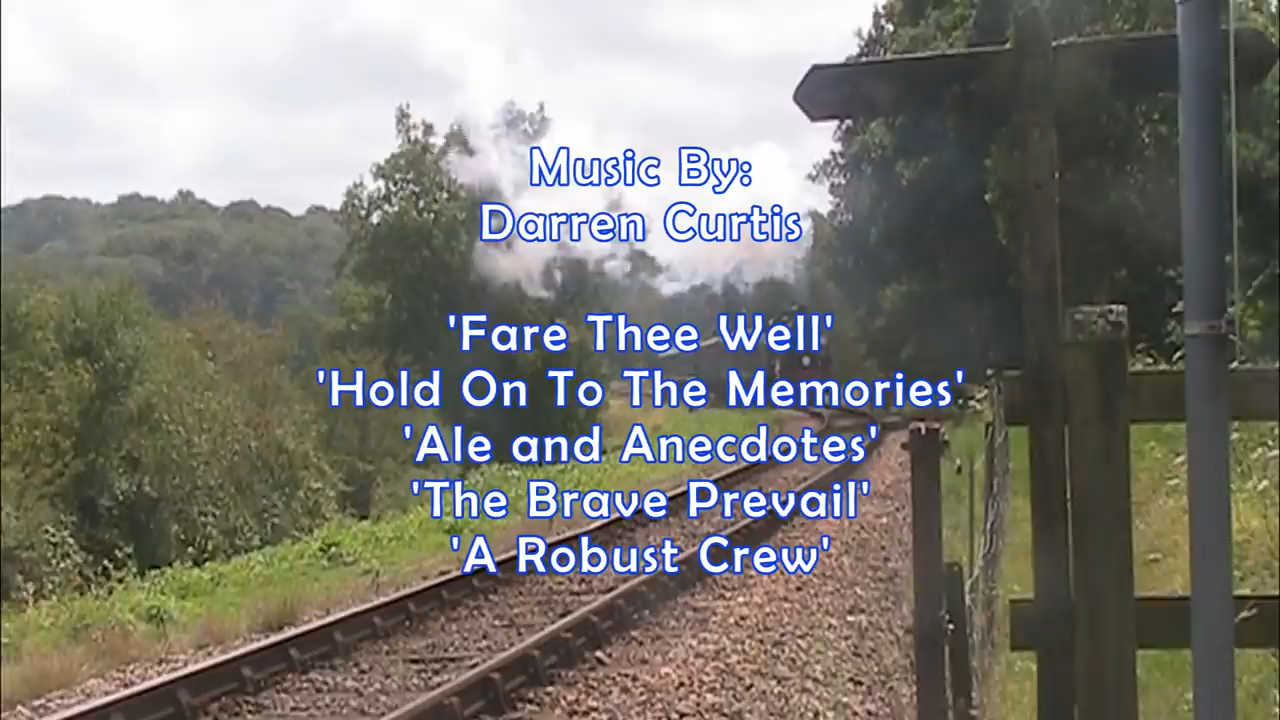 Music By:
Darren Curtis
'Fare Thee Well'
'Hold On To The Memories'
'Ale and Anecdotes'
'The Brave Prevail'
'A Robust Crew'